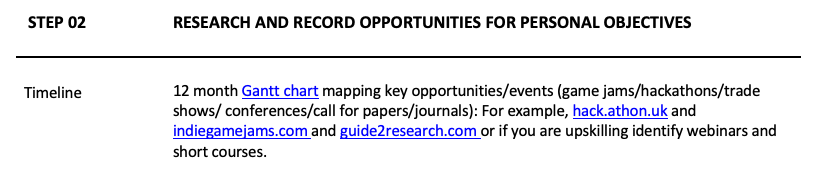 STEP 02 RESEARCH AND RECORD OPPORTUNITIES FOR PERSONAL OBJECTIVES
Timeline 12 month Gantt chart mapping key opportunities/events (game jams/hackathons/trade
shows/ conferences/call for papers/journals): For example, hack.athon.uk and
indiegamejams.com and guide2research.com or if you are upskilling identify webinars and
short courses.